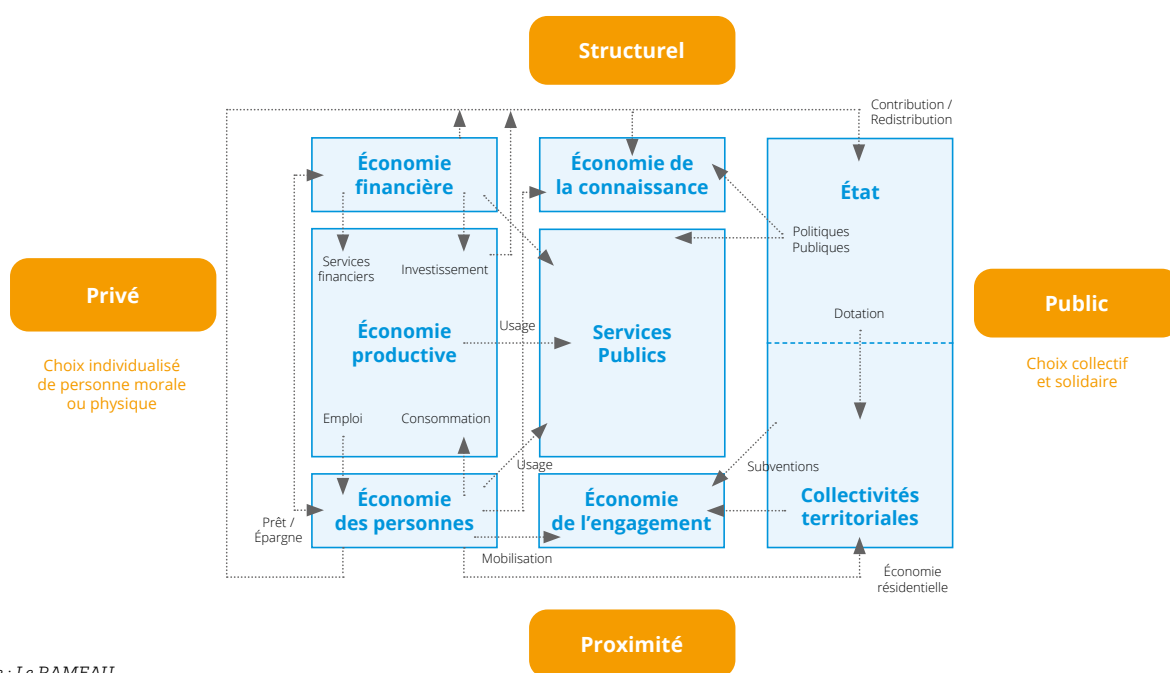 Structurel
Contribution /
Redistribution
Économie
financière
Économie de
la connaissance
État
Politiques
Publiques
Services
financiers
Investissement
Privé
Public
Choix individualisé
de personne morale
ou physique
Choix collectif
et solidaire
Dotation
Économie
productive
Usage
Services
Publics
Emploi
Consommation
Usage
Subventions
Économie
des personnes
Économie
de l’engagement
Collectivités
territoriales
Prêt /
Épargne
Mobilisation
Économie
résidentielle
Proximité
: Le RAMEAU